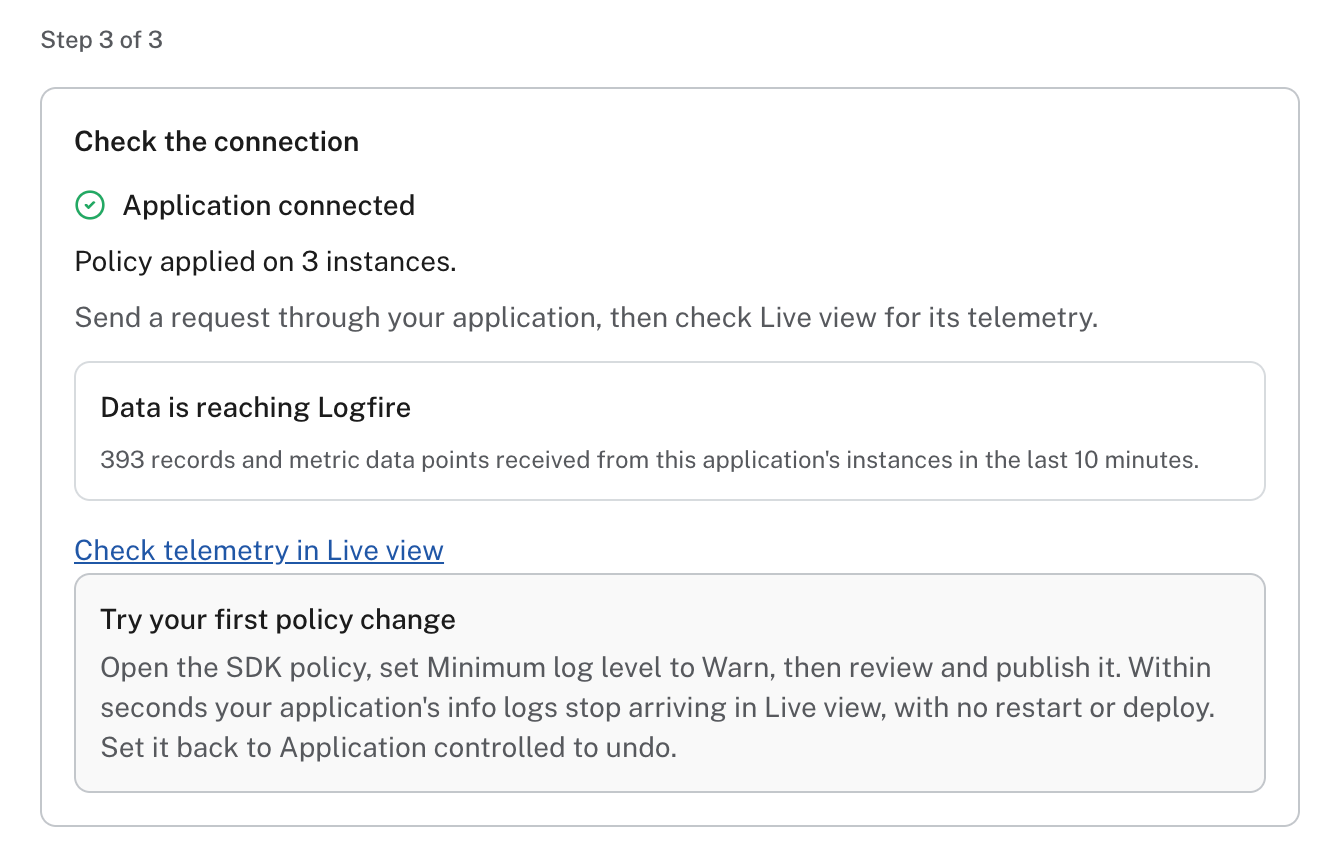 Step 3 of 3
Check the connection
Application connected
Policy applied on 3 instances.
Send a request through your application, then check Live view for its telemetry.
Data is reaching Logfire
393 records and metric data points received from this application's instances in the last 10 minutes.
Check telemetry in Live view
Try your first policy change
Open the SDK policy, set Minimum log level to Warn, then review and publish it. Within
seconds your application's info logs stop arriving in Live view, with no restart or deploy.
Set it back to Application controlled to undo.